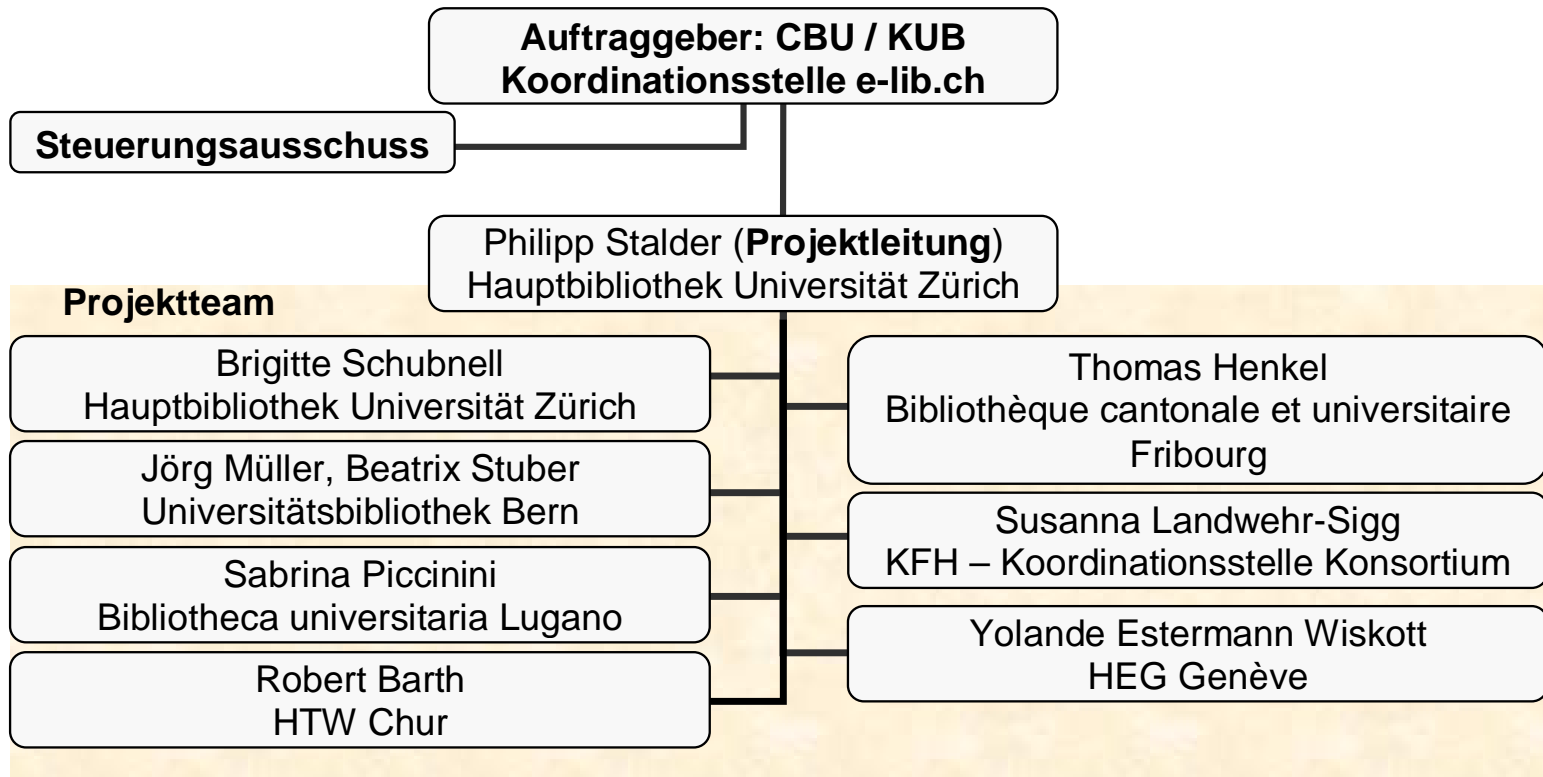 Auftraggeber: CBU / KUB
Koordinationsstelle e-lib.ch
Steuerungsausschuss
Philipp Stalder (Projektleitung)
Hauptbibliothek Universität Zürich
Projektteam
Brigitte Schubnell
Hauptbibliothek Universität Zürich
Jörg Müller, Beatrix Stuber
Universitätsbibliothek Bern
Sabrina Piccinini
Bibliotheca universitaria Lugano
Robert Barth
HTW Chur
Thomas Henkel
Bibliothèque cantonale et universitaire
Fribourg
Susanna Landwehr-Sigg
KFH – Koordinationsstelle Konsortium
Yolande Estermann Wiskott
HEG Genève